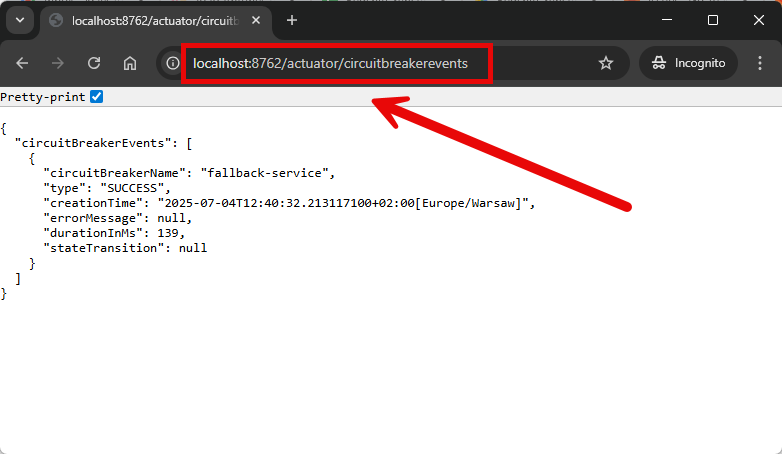 localhost:8762/actuator/circuitb
localhost:8762/actuator/circuitbreakerevents
Incognito
Pretty-print
{
  "circuitBreakerEvents": [
    {
      "circuitBreakerName": "fallback-service",
      "type": "SUCCESS",
      "creationTime": "2025-07-04T12:40:32.213117100+02:00[Europe/Warsaw]",
      "errorMessage": null,
      "durationInMs": 139,
      "stateTransition": null
    }
  ]
}